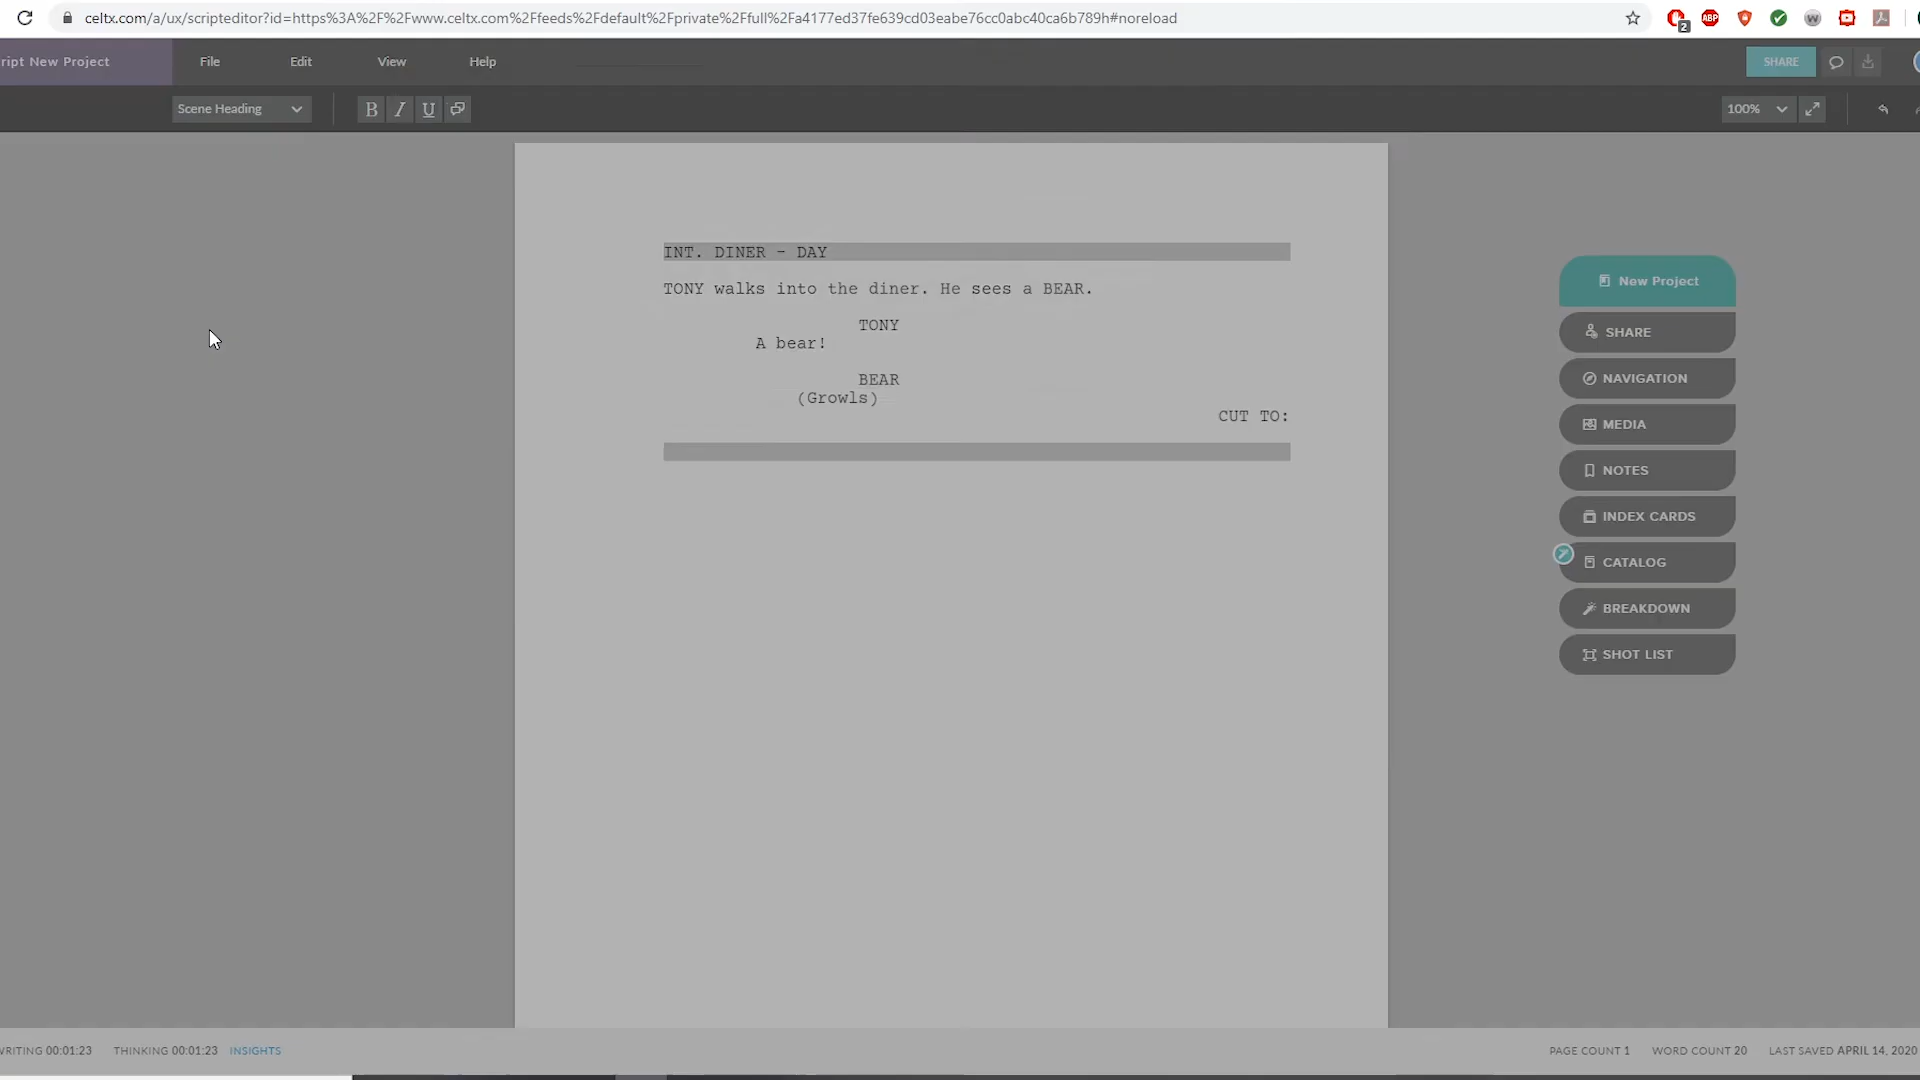 celtx.com/a/ux/scripteditor?id=https%3A%2F%2Fwww.celtx.com%2Ffeeds%2Fdefault%2Fprivate%2Ffull%2Fa4177ed37fe639cd03eabe76cc0abc40ca6b789h#noreload
2
ABP
ript New Project
File
Edit
View
Help
SHARE
Scene Heading
B
I
U
100%
INT. DINER - DAY
TONY walks into the diner. He sees a BEAR.
TONY
A bear!
BEAR
(Growls)
CUT TO:
New Project
SHARE
NAVIGATION
MEDIA
NOTES
INDEX CARDS
CATALOG
BREAKDOWN
SHOT LIST
WRITING 00:01:23
THINKING 00:01:23
INSIGHTS
PAGE COUNT 1
WORD COUNT 20
LAST SAVED APRIL 14, 2020